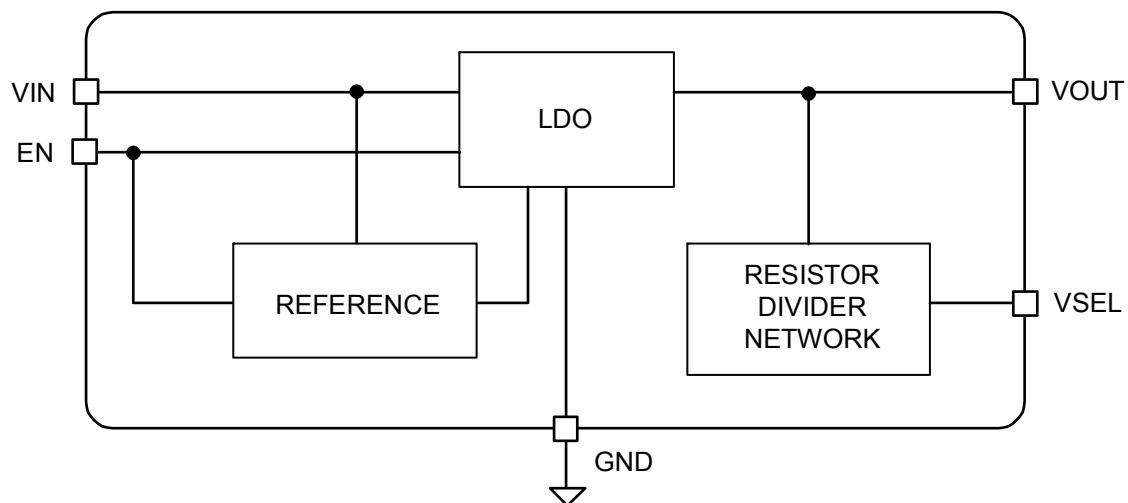 VIN
LDO
VOUT
EN
REFERENCE
RESISTOR
DIVIDER
NETWORK
VSEL
GND